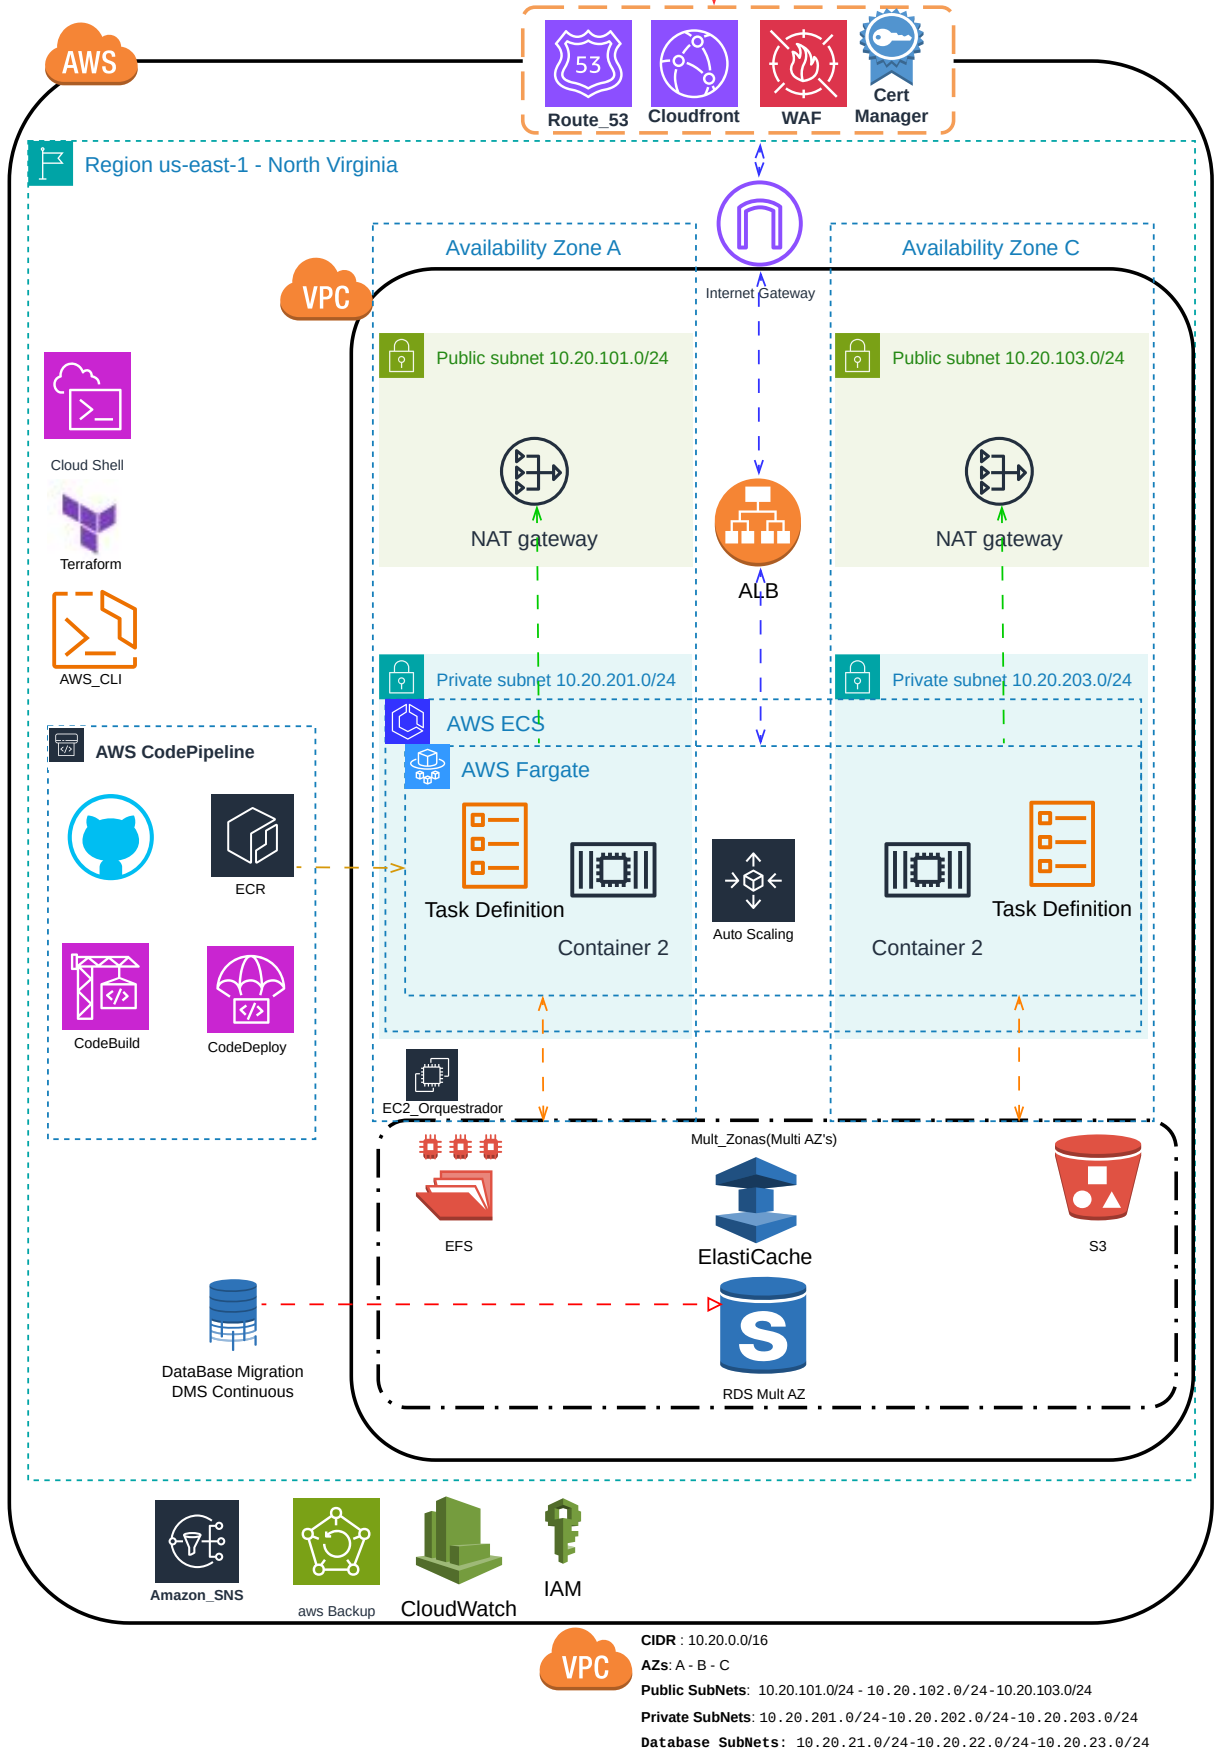 AWS
53
Route_53
Cloudfront
WAF
Cert
Manager
Region us-east-1 - North Virginia
Availability Zone A
Availability Zone C
VPC
Internet Gateway
Public subnet 10.20.101.0/24
Public subnet 10.20.103.0/24
Cloud Shell
NAT gateway
NAT gateway
Terraform
ALB
AWS_CLI
Private subnet 10.20.201.0/24
Private subnet 10.20.203.0/24
AWS ECS
AWS CodePipeline
AWS Fargate
ECR
Task Definition
Task Definition
Auto Scaling
Container 2
Container 2
CodeBuild
CodeDeploy
EC2_Orquestrador
Mult_Zonas(Multi AZ's)
EFS
ElastiCache
S3
S
DataBase Migration
DMS Continuous
RDS Mult AZ
Amazon_SNS
aws Backup
CloudWatch
IAM
VPC
CIDR : 10.20.0.0/16
AZs: A - B - C
Public SubNets:  10.20.101.0/24 - 10.20.102.0/24-10.20.103.0/24
Private SubNets: 10.20.201.0/24-10.20.202.0/24-10.20.203.0/24
Database SubNets: 10.20.21.0/24-10.20.22.0/24-10.20.23.0/24